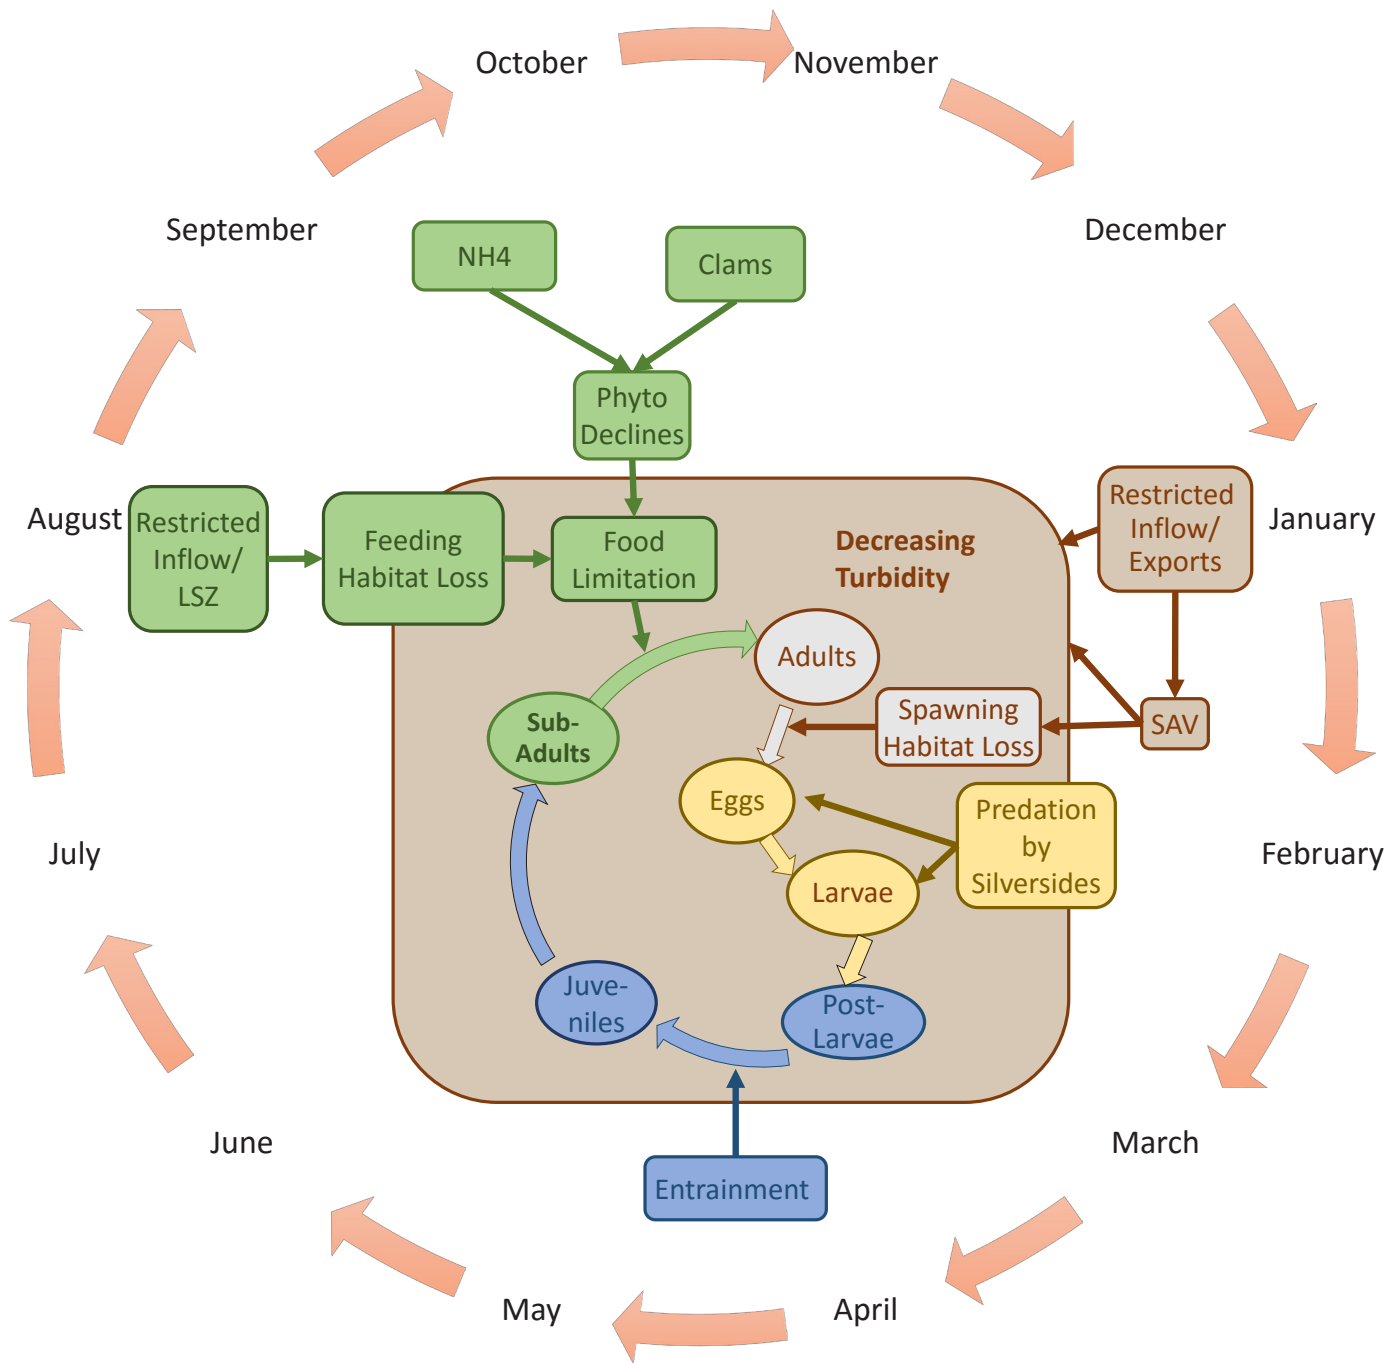 October
November
September
December
NH4
Clams
Phyto
Declines
August
Restricted
Inflow/
LSZ
Feeding
Habitat Loss
Food
Limitation
Decreasing
Turbidity
Restricted
Inflow/
Exports
January
Adults
Sub-
Adults
Spawning
Habitat Loss
SAV
Eggs
Predation
by
Silversides
July
February
Larvae
Juve-
niles
Post-
Larvae
June
March
Entrainment
May
April